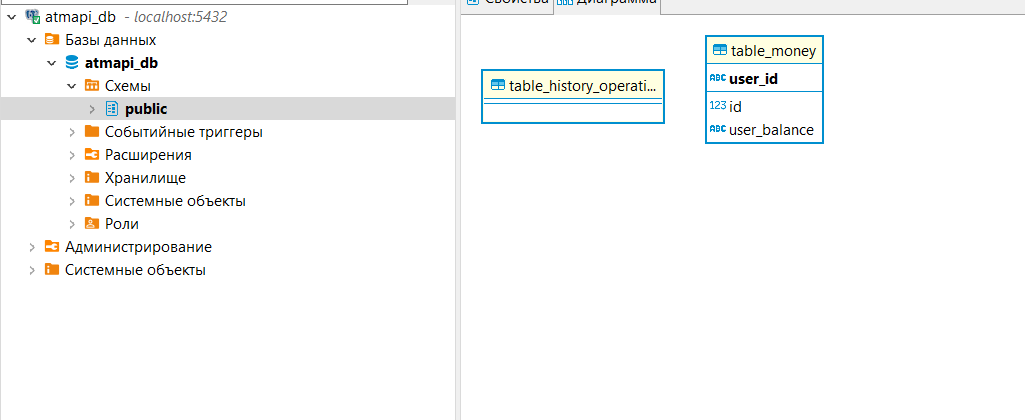 atmapi_db - localhost:5432
Базы данных
atmapi_db
Схемы
public
Событийные триггеры
Расширения
Хранилище
Системные объекты
Роли
Администрирование
Системные объекты
Свойства
Диаграмма
table_history_operati...
table_money
ABC user_id
123 id
ABC user_balance